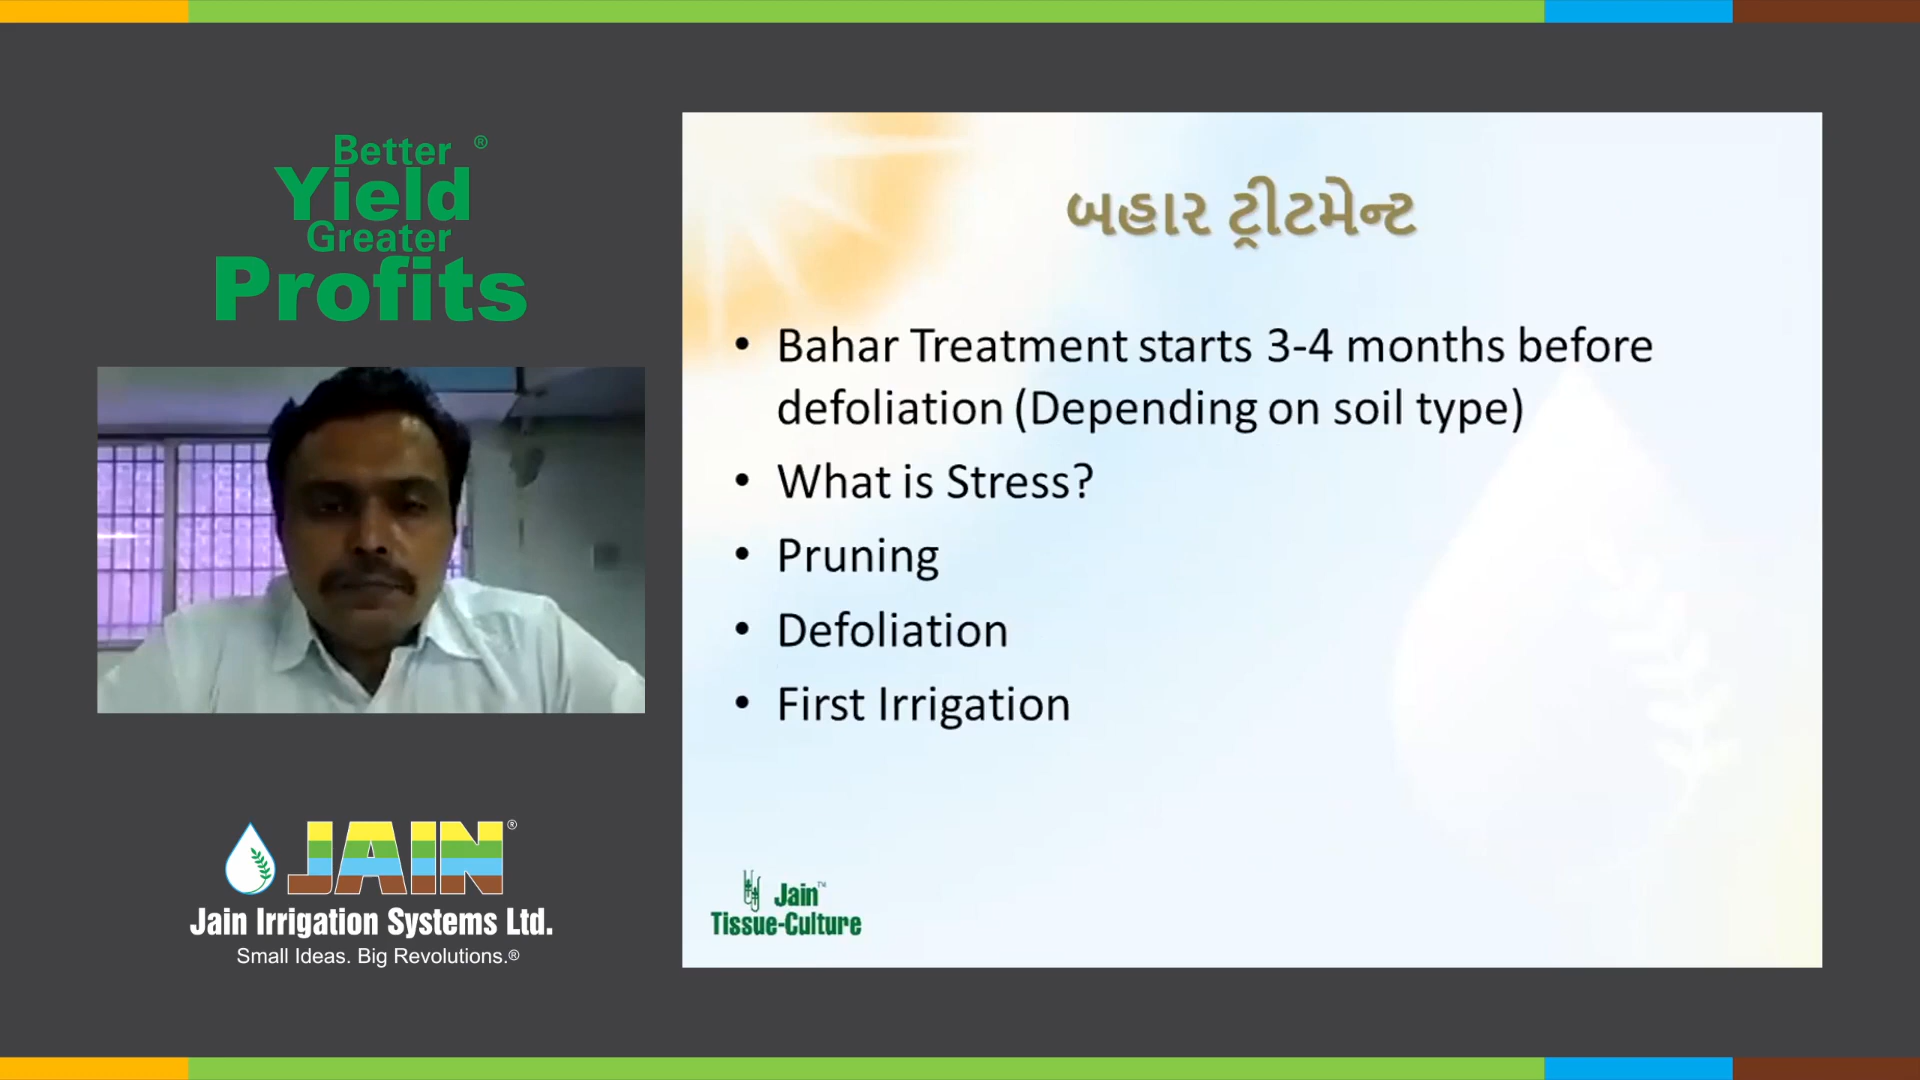 Better ®
Yield
Greater
Profits
બહાર ટ્રીટમેન્ટ
• Bahar Treatment starts 3-4 months before
defoliation (Depending on soil type)
• What is Stress?
• Pruning
• Defoliation
• First Irrigation
Jain™
Tissue-Culture
JAIN®
Jain Irrigation Systems Ltd.
Small Ideas. Big Revolutions.®